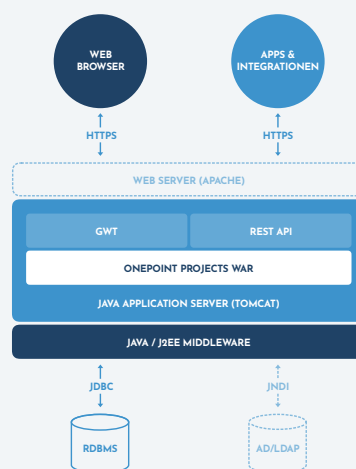 WEB
BROWSER
APPS &
INTEGRATIONEN
HTTPS
HTTPS
WEB SERVER (APACHE)
GWT
REST API
ONEPOINT PROJECTS WAR
JAVA APPLICATION SERVER (TOMCAT)
JAVA / J2EE MIDDLEWARE
JDBC
JNDI
RDBMS
AD/LDAP